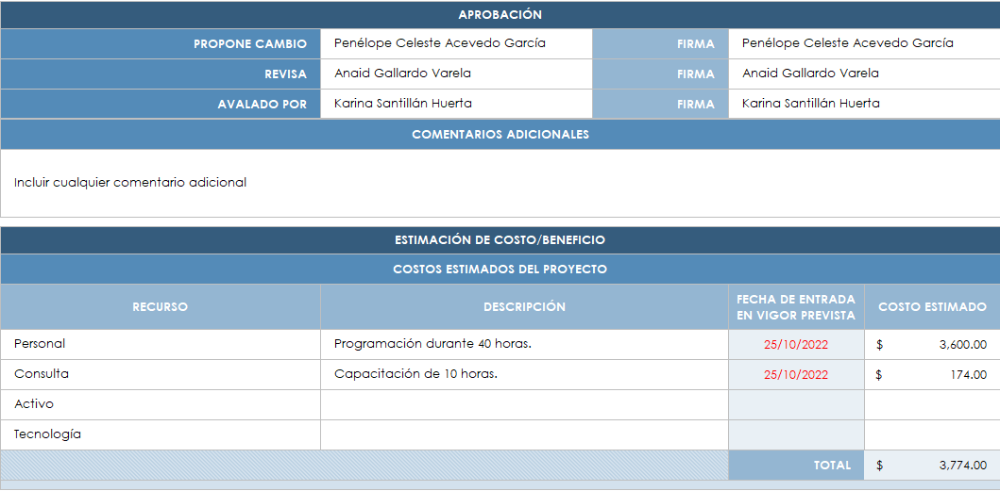 APROBACIÓN
PROPONE CAMBIO Penélope Celeste Acevedo García FIRMA Penélope Celeste Acevedo García
REVISA Anaid Gallardo Varela FIRMA Anaid Gallardo Varela
AVALADO POR Karina Santillán Huerta FIRMA Karina Santillán Huerta
COMENTARIOS ADICIONALES
Incluir cualquier comentario adicional
ESTIMACIÓN DE COSTO/BENEFICIO
COSTOS ESTIMADOS DEL PROYECTO
RECURSO DESCRIPCIÓN FECHA DE ENTRADA EN VIGOR PREVISTA COSTO ESTIMADO
Personal Programación durante 40 horas. 25/10/2022 $ 3,600.00
Consulta Capacitación de 10 horas. 25/10/2022 $ 174.00
Activo
Tecnología
TOTAL $ 3,774.00